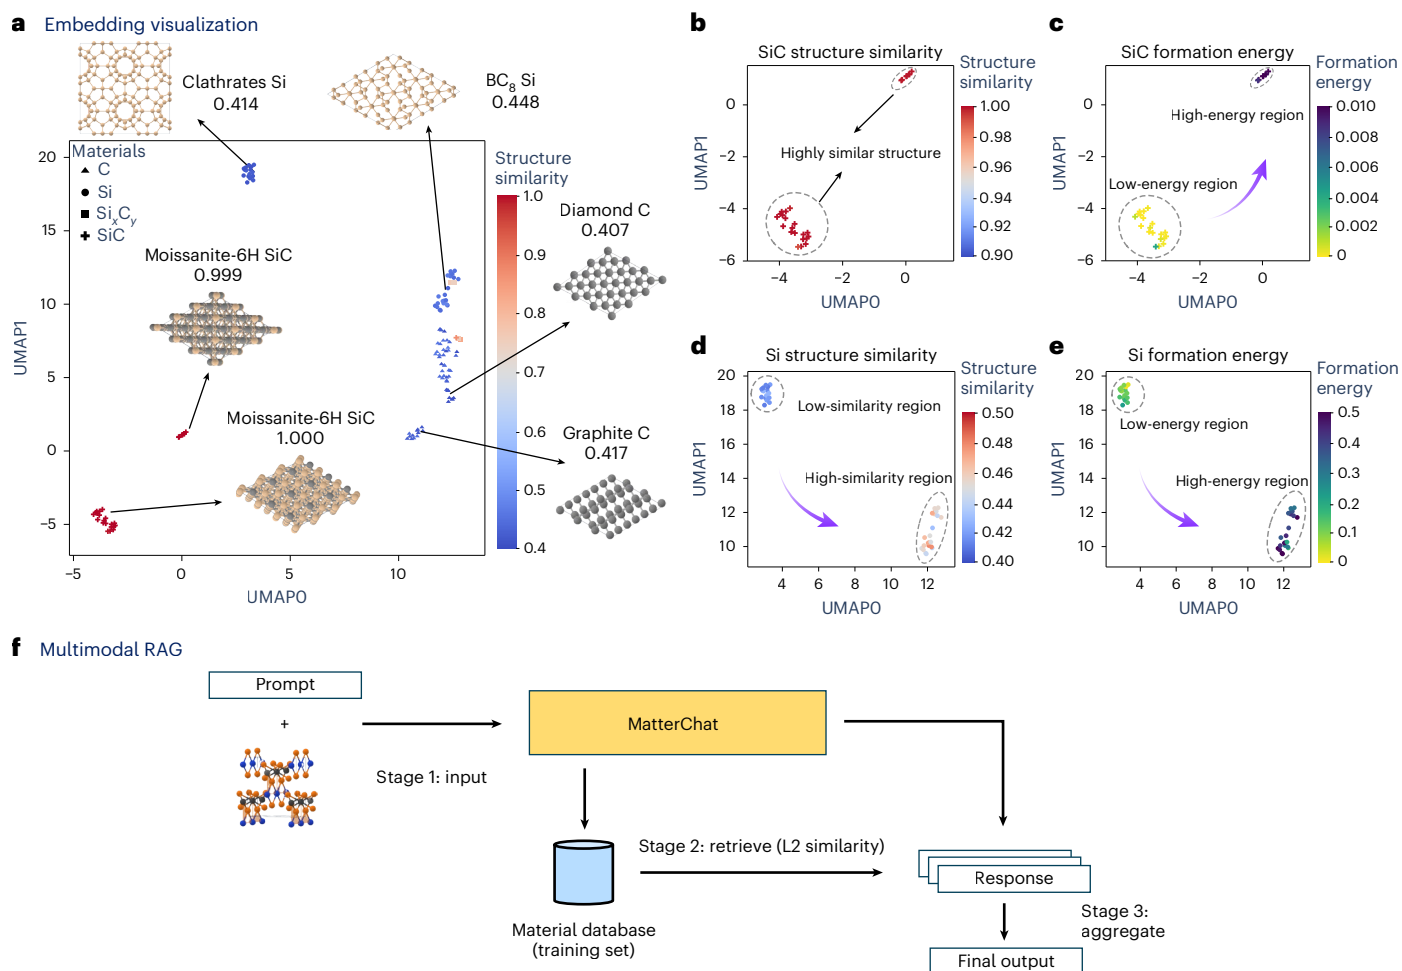 a Embedding visualization
Clathrates Si
0.414
BC8 Si
0.448
Materials
C
Si
SixCy
SiC
Moissanite-6H SiC
0.999
Moissanite-6H SiC
1.000
Structure
similarity
1.0
0.9
0.8
0.7
0.6
0.5
0.4
Diamond C
0.407
Graphite C
0.417
20
15
10
5
0
−5
UMAP1
−5
0
5
10
UMAP0
b
SiC structure similarity
Structure
similarity
Highly similar structure
0
−2
−4
−6
UMAP1
−4
−2
0
UMAP0
1.00
0.98
0.96
0.94
0.92
0.90
c
SiC formation energy
Formation
energy
High-energy region
Low-energy region
0
−2
−4
−6
UMAP1
−4
−2
0
UMAP0
0.010
0.008
0.006
0.004
0.002
0
d
Si structure similarity
Structure
similarity
Low-similarity region
High-similarity region
20
18
16
14
12
10
UMAP1
4
6
8
10
12
UMAP0
0.50
0.48
0.46
0.44
0.42
0.40
e
Si formation energy
Formation
energy
Low-energy region
High-energy region
20
18
16
14
12
10
UMAP1
4
6
8
10
12
UMAP0
0.5
0.4
0.3
0.2
0.1
0
f Multimodal RAG
Prompt
+
Stage 1: input
MatterChat
Stage 2: retrieve (L2 similarity)
Material database
(training set)
Response
Stage 3:
aggregate
Final output